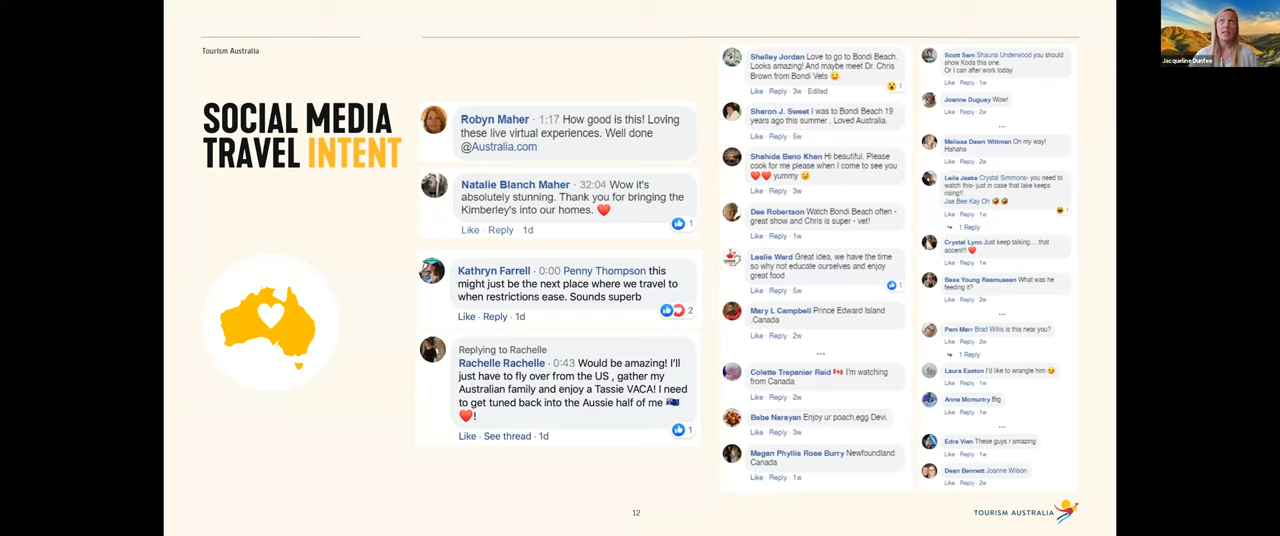 Tourism Australia
SOCIAL MEDIA
TRAVEL INTENT
Robyn Maher · 1:17 How good is this! Loving
these live virtual experiences. Well done
@Australia.com
Natalie Blanch Maher · 32:04 Wow it's
absolutely stunning. Thank you for bringing the
Kimberley's into our homes. ❤️
1
Like · Reply · 1d
Kathryn Farrell · 0:00 Penny Thompson this
might just be the next place where we travel to
when restrictions ease. Sounds superb
2
Like · Reply · 1d
Replying to Rachelle
Rachelle Rachelle · 0:43 Would be amazing! I'll
just have to fly over from the US , gather my
Australian family and enjoy a Tassie VACA! I need
to get tuned back into the Aussie half of me 🇦🇺
❤️!
1
Like · See thread · 1d
Shelley Jordan Love to go to Bondi Beach.
Looks amazing! And maybe meet Dr. Chris
Brown from Bondi Vets 😉
1
Like · Reply · 3w · Edited
Sharon J. Sweet I was to Bondi Beach 19
years ago this summer . Loved Australia.
Like · Reply · 5w
Shahida Bano Khan Hi beautiful. Please
cook for me please when I come to see you
❤️❤️ yummy 😋
Like · Reply · 3w
Dee Robertson Watch Bondi Beach often -
great show and Chris is super - vet!
Like · Reply · 1w
Leslie Ward Great idea, we have the time
so why not educate ourselves and enjoy
great food
1
Like · Reply · 5w
Mary L Campbell Prince Edward Island
.Canada
Like · Reply · 2w
...
Colette Trepanier Reid 🇨🇦 I'm watching
from Canada
Like · Reply · 2w
Bebe Narayan Enjoy ur poach,egg Devi.
Like · Reply · 3w
Megan Phyllis Rose Burry Newfoundland
Canada
Like · Reply · 1w
Scott Sam Shauna Underwood you should
show Koda this one.
Or I can after work today
Like · Reply · 1w
Joanne Duguay Wow!
Like · Reply · 2w
...
Melissa Dawn Wittman On my way!
Hahaha
Like · Reply · 2w
Leila Jaaks Crystal Simmons- you need to
watch this- just in case that lake keeps
rising!!
Jae Bee Kay Oh 🤣 🤣
1
Like · Reply · 1w
1 Reply
Crystal Lynn Just keep talking.... that
accent!! ❤️
Like · Reply · 1w
Bess Young Rasmussen What was he
feeding it?
Like · Reply · 2w
...
Pam Marr Brad Willis is this near you?
Like · Reply · 2w
1 Reply
Laura Easton I'd like to wrangle him 😏
Like · Reply · 1w
Anne Mcmurtry Big
Like · Reply · 1w
...
Edra Vian These guys r amazing
Like · Reply · 1w
Dean Bennett Joanne Wilson
Like · Reply · 2w
12
TOURISM AUSTRALIA
Jacqueline Dunfee